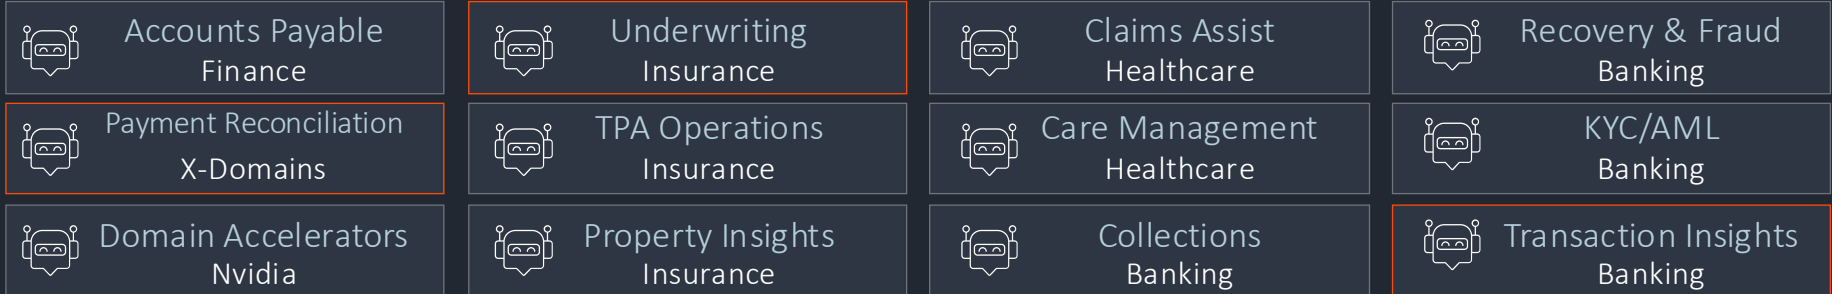 Accounts Payable
Finance
Underwriting
Insurance
Claims Assist
Healthcare
Recovery & Fraud
Banking
Payment Reconciliation
X-Domains
TPA Operations
Insurance
Care Management
Healthcare
KYC/AML
Banking
Domain Accelerators
Nvidia
Property Insights
Insurance
Collections
Banking
Transaction Insights
Banking